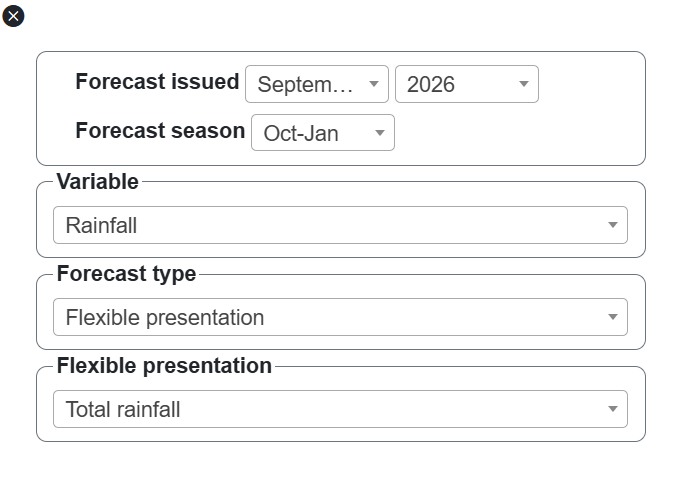 Forecast issued Septem... 2026
Forecast season Oct-Jan
Variable
Rainfall
Forecast type
Flexible presentation
Flexible presentation
Total rainfall